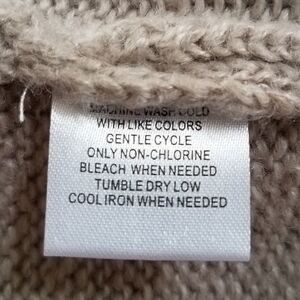 MACHINE WASH COLD
WITH LIKE COLORS
GENTLE CYCLE
ONLY NON-CHLORINE
BLEACH WHEN NEEDED
TUMBLE DRY LOW
COOL IRON WHEN NEEDED